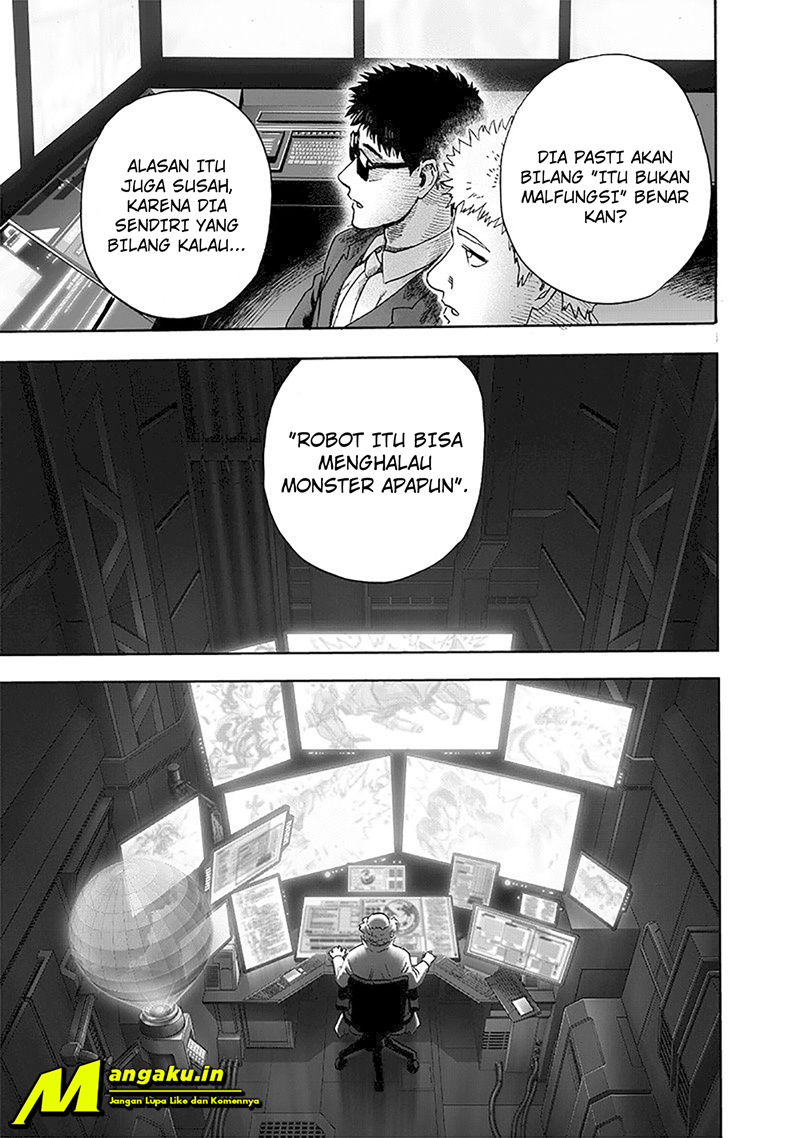 DIA PASTI AKAN
BILANG "ITU BUKAN
MALFUNGSI" BENAR
KAN?
ALASAN ITU
JUGA SUSAH,
KARENA DIA
SENDIRI YANG
BILANG KALAU...
"ROBOT ITU BISA
MENGHALAU
MONSTER APAPUN".
Mangaku.in
Jangan Lupa Like dan Komennya